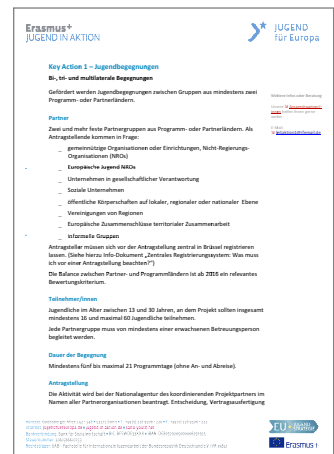 Erasmus+
JUGEND IN AKTION
JUGEND
für Europa
Key Action 1 – Jugendbegegnungen
Bi-, tri- und multilaterale Begegnungen
Gefördert werden Jugendbegegnungen zwischen Gruppen aus mindestens zwei
Programm- oder Partnerländern.
Partner
Zwei und mehr feste Partnergruppen aus Programm- oder Partnerländern. Als
Antragstellende kommen in Frage:
_ gemeinnützige Organisationen oder Einrichtungen, Nicht-Regierungs-
Organisationen (NROs)
_ Europäische Jugend NROs
_ Unternehmen in gesellschaftlicher Verantwortung
_ Soziale Unternehmen
_ öffentliche Körperschaften auf lokaler, regionaler oder nationaler Ebene
_ Vereinigungen von Regionen
_ Europäische Zusammenschlüsse territorialer Zusammenarbeit
_ informelle Gruppen
Antragsteller müssen sich vor der Antragstellung zentral in Brüssel registrieren
lassen. (Siehe hierzu Info-Dokument „Zentrales Registrierungssystem: Was muss
ich vor einer Antragstellung beachten?“)
Die Balance zwischen Partner- und Programmländern ist ab 2016 ein relevantes
Bewertungskriterium.
Teilnehmer/innen
Jugendliche im Alter zwischen 13 und 30 Jahren, an dem Projekt sollten insgesamt
mindestens 16 und maximal 60 Jugendliche teilnehmen.
Jede Partnergruppe muss von mindestens einer erwachsenen Betreuungsperson
begleitet werden.
Dauer der Begegnung
Mindestens fünf bis maximal 21 Programmtage (ohne An- und Abreise).
Antragstellung
Die Aktivität wird bei der Nationalagentur des koordinierenden Projektpartners im
Namen aller Partnerorganisationen beantragt. Entscheidung, Vertragsausfertigung
Weitere Infos oder Beratung
E-Mail:
Erasmus+